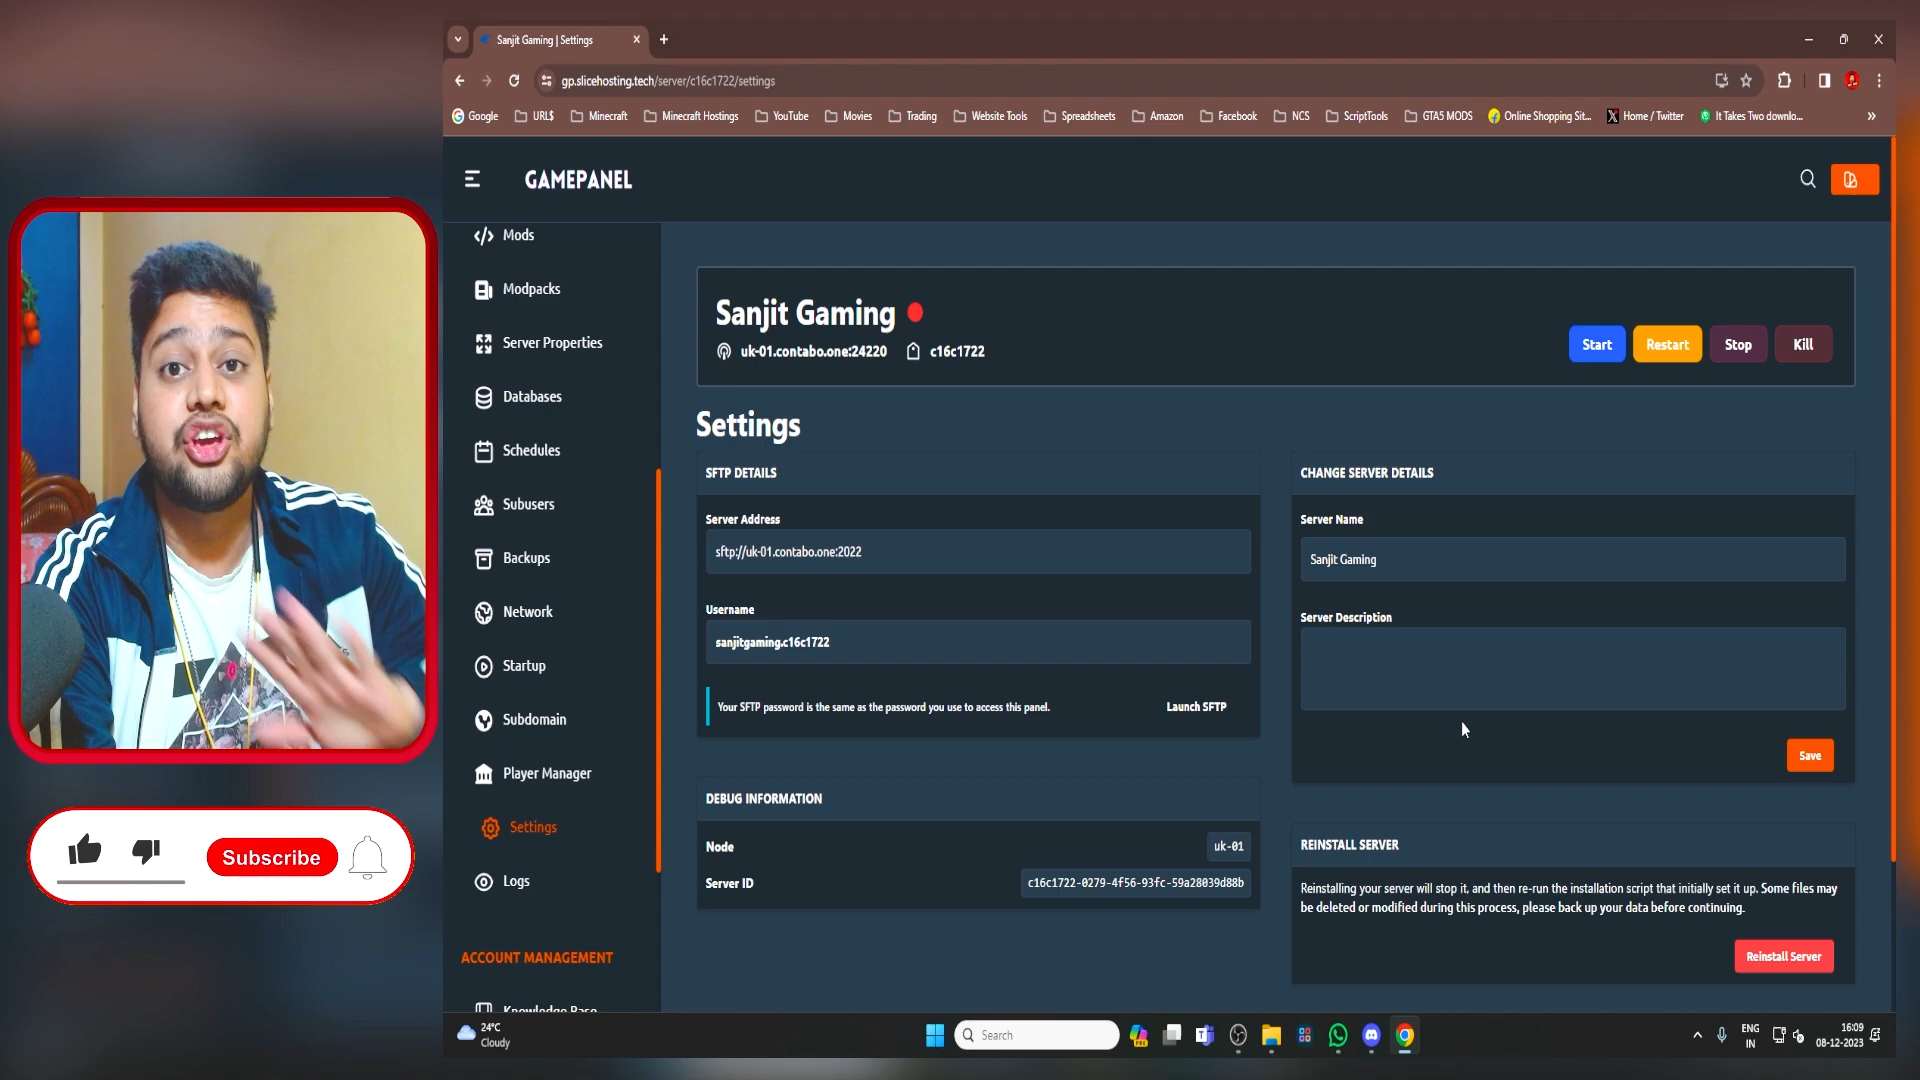 Sanjit Gaming | Settings
gp.slicehosting.tech/server/c16c1722/settings
Google
URL$
Minecraft
Minecraft Hostings
YouTube
Movies
Trading
Website Tools
Spreadsheets
Amazon
Facebook
NCS
ScriptTools
GTA5 MODS
Online Shopping Sit...
Home / Twitter
It Takes Two downlo...
GAMEPANEL
Mods
Modpacks
Server Properties
Databases
Schedules
Subusers
Backups
Network
Startup
Subdomain
Player Manager
Settings
Logs
ACCOUNT MANAGEMENT
Knowledge Base
Sanjit Gaming
uk-01.contabo.one:24220
c16c1722
Start
Restart
Stop
Kill
Settings
SFTP DETAILS
Server Address
sftp://uk-01.contabo.one:2022
Username
sanjitgaming.c16c1722
Your SFTP password is the same as the password you use to access this panel.
Launch SFTP
DEBUG INFORMATION
Node
uk-01
Server ID
c16c1722-0279-4f56-93fc-59a28039d88b
CHANGE SERVER DETAILS
Server Name
Sanjit Gaming
Server Description
Save
REINSTALL SERVER
Reinstalling your server will stop it, and then re-run the installation script that initially set it up. Some files may
be deleted or modified during this process, please back up your data before continuing.
Reinstall Server
Subscribe
24°C
Cloudy
Search
ENG
IN
16:09
08-12-2023